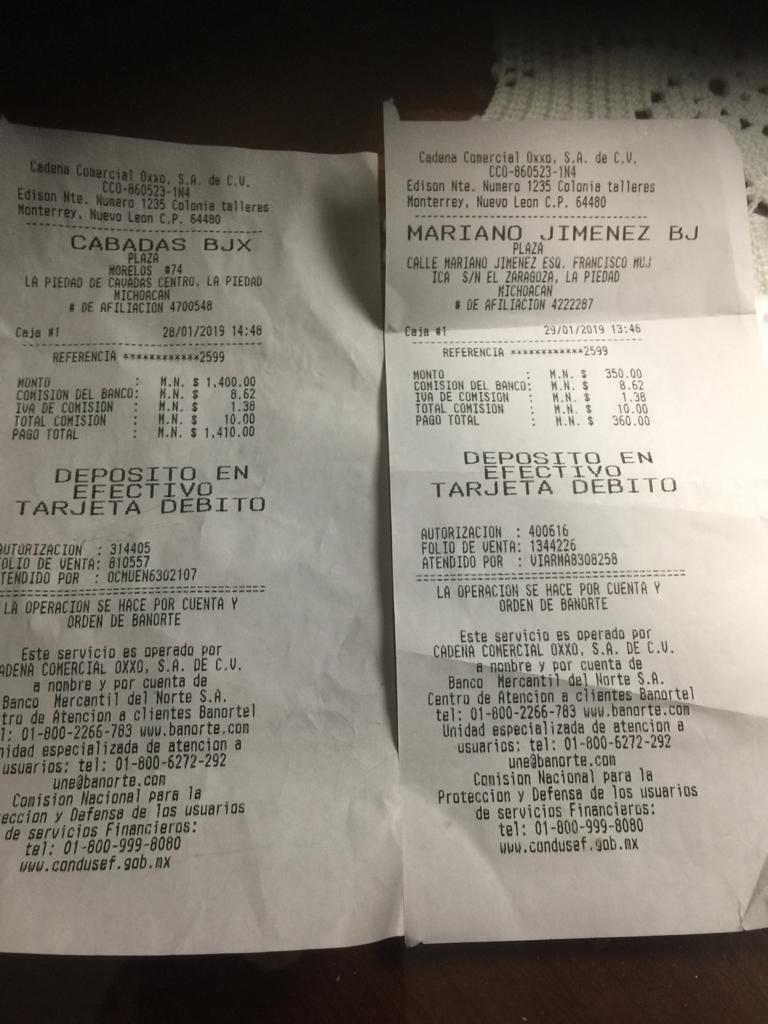 Cadena Comercial Oxxo, S.A. de C.V.
CCO-860523-1N4
Edison Nte. Numero 1235 Colonia talleres
Monterrey, Nuevo Leon C.P. 64480
CABADAS BJX
PLAZA
MORELOS #74
LA PIEDAD DE CAVADAS CENTRO, LA PIEDAD
MICHOACAN
# DE AFILIACION 4700548
Caja #1 28/01/2019 14:48
REFERENCIA ************2599
MONTO : M.N. $ 1,400.00
COMISION DEL BANCO: M.N. $ 8.62
IVA DE COMISION : M.N. $ 1.38
TOTAL COMISION : M.N. $ 10.00
PAGO TOTAL : M.N. $ 1,410.00
DEPOSITO EN
EFECTIVO
TARJETA DEBITO
AUTORIZACION : 314405
FOLIO DE VENTA: 810557
ATENDIDO POR : OCMUEN6302107
LA OPERACION SE HACE POR CUENTA Y
ORDEN DE BANORTE
Este servicio es operado por
CADENA COMERCIAL OXXO, S.A. DE C.V.
a nombre y por cuenta de
Banco Mercantil del Norte S.A.
tro de Atencion a clientes Banortel
l: 01-800-2266-783 www.banorte.com
nidad especializada de atencion a
usuarios: tel: 01-800-6272-292
une@banorte.com
Comision Nacional para la
eccion y Defensa de los usuarios
de servicios Financieros:
tel: 01-800-999-8080
www.condusef.gob.mx
Cadena Comercial Oxxo, S.A. de C.V.
CCO-860523-1N4
Edison Nte. Numero 1235 Colonia talleres
Monterrey, Nuevo Leon C.P. 64480
MARIANO JIMENEZ BJ
PLAZA
CALLE MARIANO JIMENEZ ESQ. FRANCISCO MUJ
ICA S/N EL ZARAGOZA, LA PIEDAD
MICHOACAN
# DE AFILIACION 4222287
Caja #1 29/01/2019 13:46
REFERENCIA ************2599
MONTO : M.N. $ 350.00
COMISION DEL BANCO: M.N. $ 8.62
IVA DE COMISION : M.N. $ 1.38
TOTAL COMISION : M.N. $ 10.00
PAGO TOTAL : M.N. $ 360.00
DEPOSITO EN
EFECTIVO
TARJETA DEBITO
AUTORIZACION : 400616
FOLIO DE VENTA: 1344226
ATENDIDO POR : VIARMA8308258
LA OPERACION SE HACE POR CUENTA Y
ORDEN DE BANORTE
Este servicio es operado por
CADENA COMERCIAL OXXO, S.A. DE C.V.
a nombre y por cuenta de
Banco Mercantil del Norte S.A.
Centro de Atencion a clientes Banortel
tel: 01-800-2266-783 www.banorte.com
Unidad especializada de atencion a
usuarios: tel: 01-800-6272-292
une@banorte.com
Comision Nacional para la
Proteccion y Defensa de los usuarios
de servicios Financieros:
tel: 01-800-999-8080
www.condusef.gob.mx